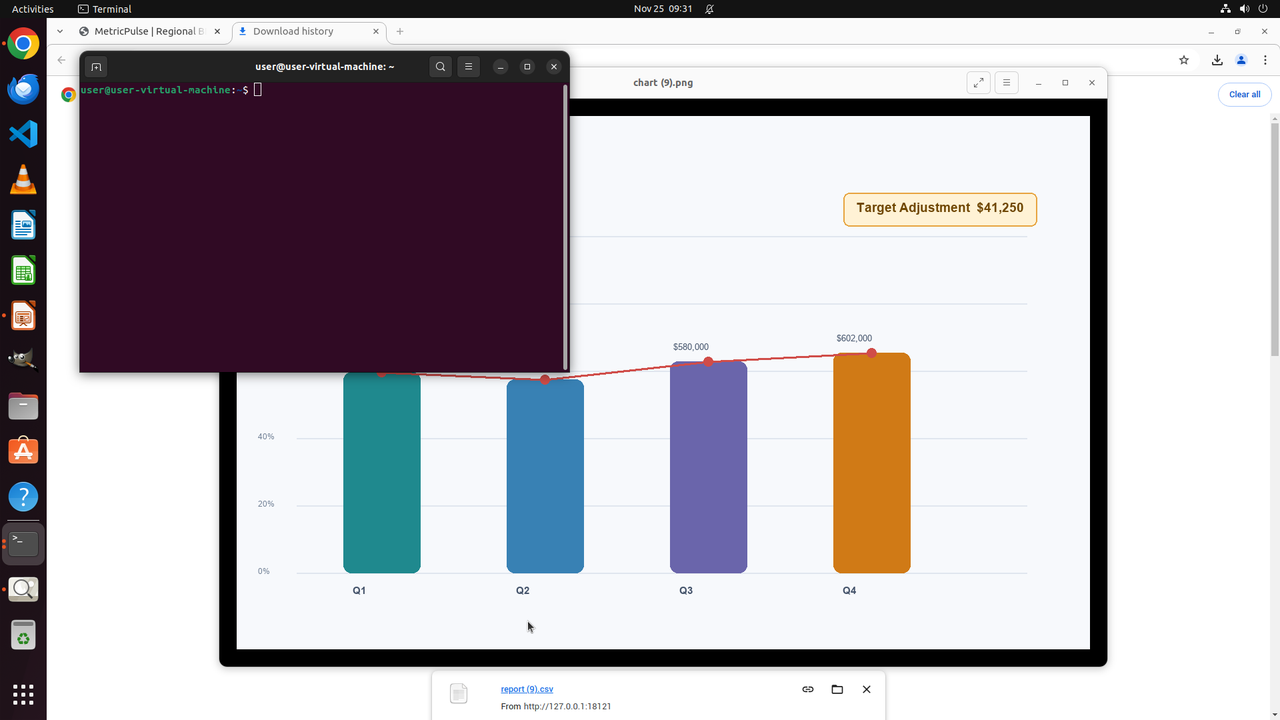 Activities
Terminal
Nov 25 09:31
MetricPulse | Regional B
Download history
user@user-virtual-machine: ~
chart (9).png
Clear all
user@user-virtual-machine:~$
Target Adjustment $41,250
$580,000
$602,000
40%
20%
0%
Q1
Q2
Q3
Q4
report (9).csv
From http://127.0.0.1:18121